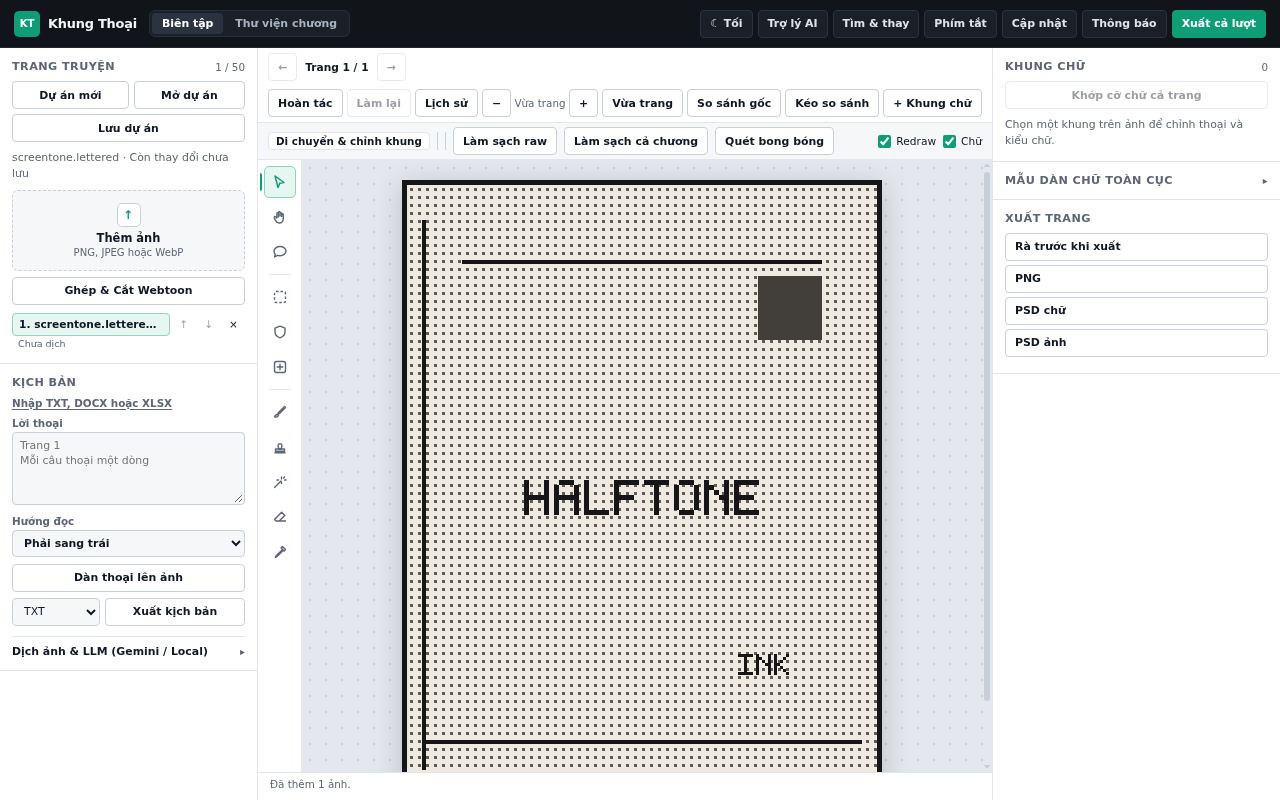 KT Khung Thoại Biên tập Thư viện chương ☾ Tối Trợ lý AI Tìm & thay Phím tắt Cập nhật Thông báo Xuất cả lượt
TRANG TRUYỆN 1 / 50
Dự án mới Mở dự án
Lưu dự án
screentone.lettered · Còn thay đổi chưa
lưu
↑
Thêm ảnh
PNG, JPEG hoặc WebP
Ghép & Cắt Webtoon
1. screentone.lettere… ↑ ↓ ×
Chưa dịch
KỊCH BẢN
Nhập TXT, DOCX hoặc XLSX
Lời thoại
Trang 1
Mỗi câu thoại một dòng
Hướng đọc
Phải sang trái
Dàn thoại lên ảnh
TXT Xuất kịch bản
Dịch ảnh & LLM (Gemini / Local) ▸
← Trang 1 / 1 →
Hoàn tác Làm lại Lịch sử − Vừa trang + Vừa trang So sánh gốc Kéo so sánh + Khung chữ
Di chuyển & chỉnh khung Làm sạch raw Làm sạch cả chương Quét bong bóng Redraw Chữ
HALFTONE
INK
Đã thêm 1 ảnh.
KHUNG CHỮ 0
Khớp cỡ chữ cả trang
Chọn một khung trên ảnh để chỉnh thoại và
kiểu chữ.
MẪU DÀN CHỮ TOÀN CỤC ▸
XUẤT TRANG
Rà trước khi xuất
PNG
PSD chữ
PSD ảnh